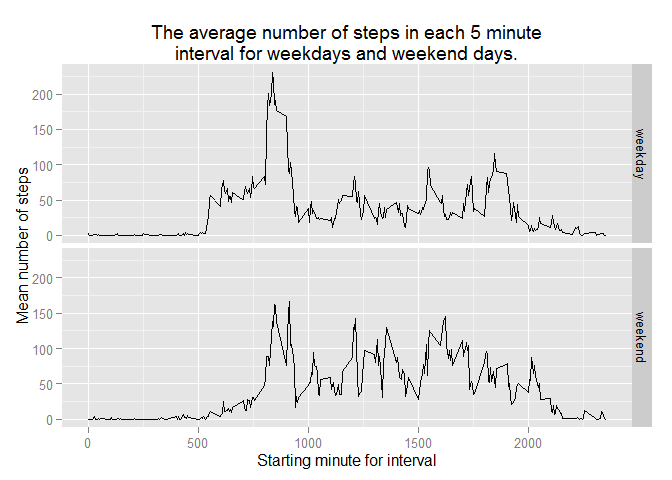 The average number of steps in each 5 minute
interval for weekdays and weekend days.
Mean number of steps
200
150
100
50
0
weekday
200
150
100
50
0
weekend
0
500
1000
1500
2000
Starting minute for interval